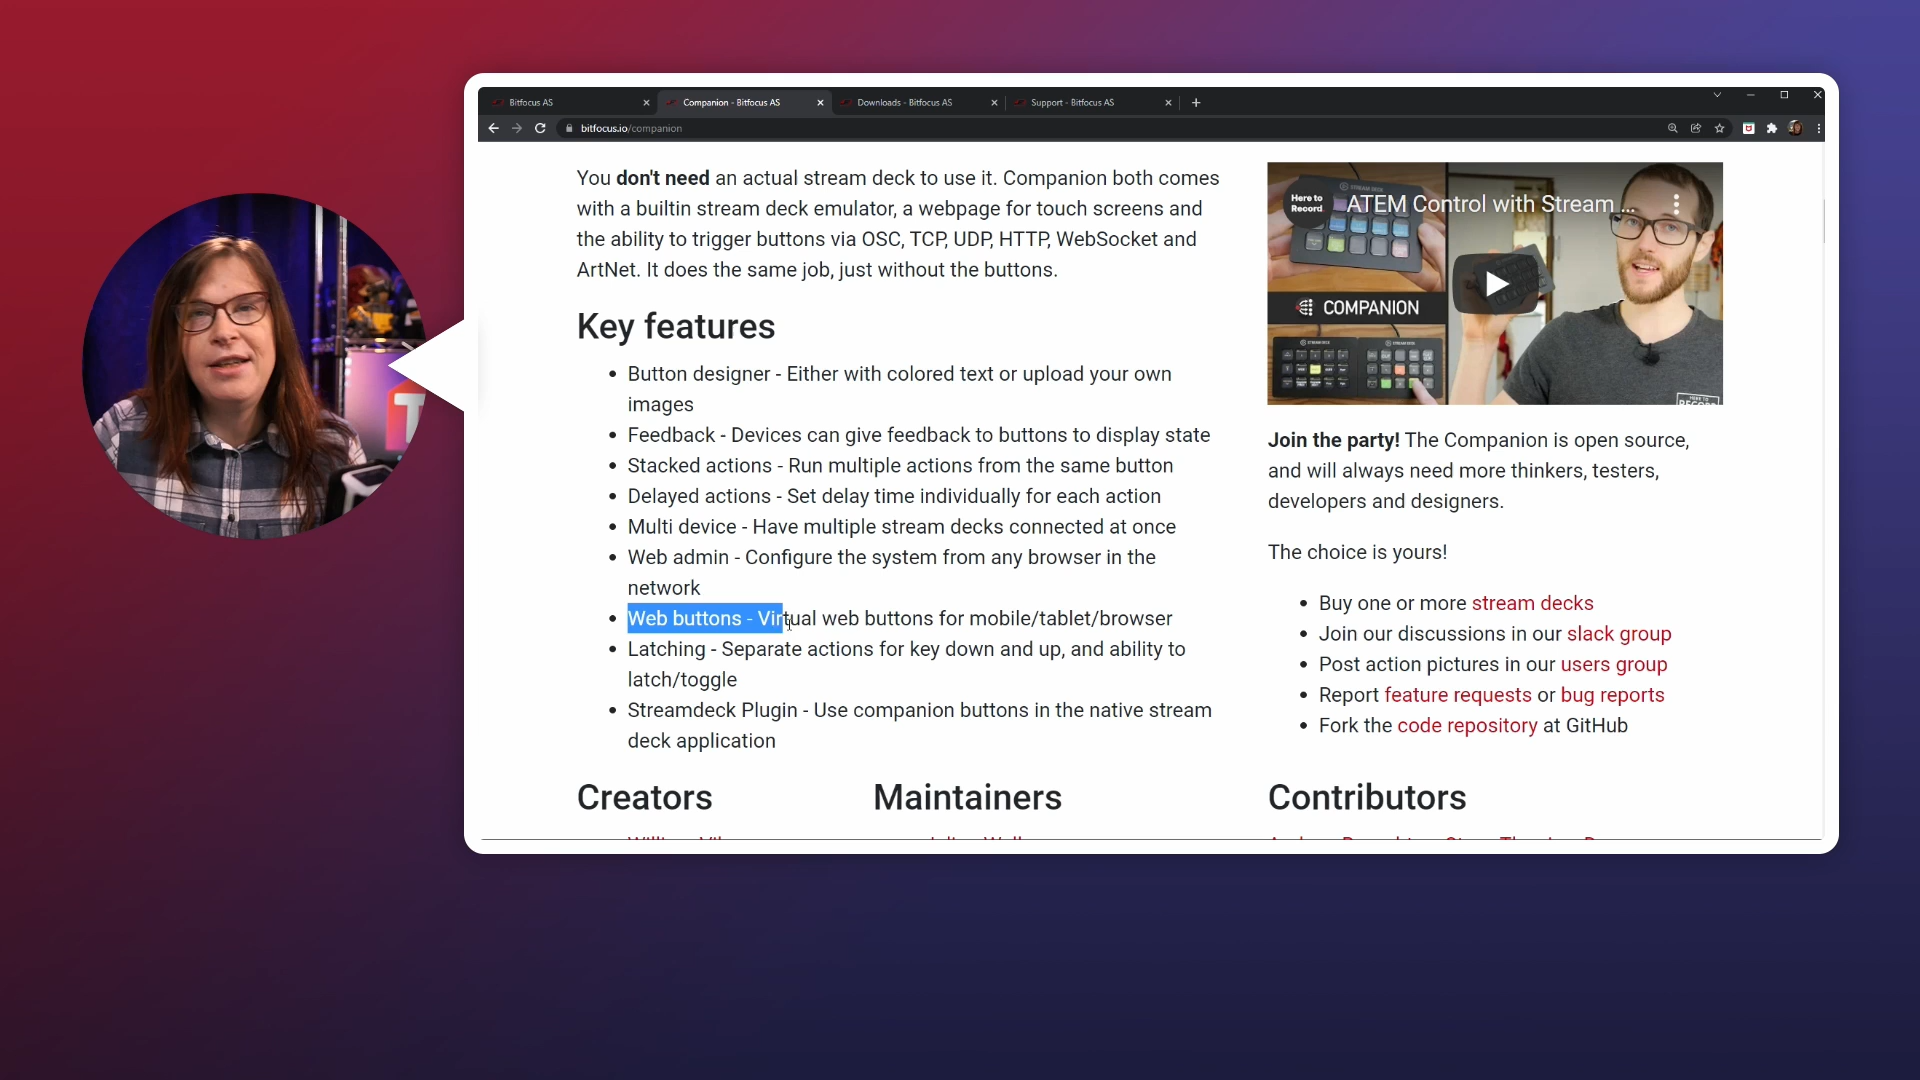 Bitfocus AS
Companion - Bitfocus AS
Downloads - Bitfocus AS
Support - Bitfocus AS
bitfocus.io/companion
You don't need an actual stream deck to use it. Companion both comes
with a builtin stream deck emulator, a webpage for touch screens and
the ability to trigger buttons via OSC, TCP, UDP, HTTP, WebSocket and
ArtNet. It does the same job, just without the buttons.
Key features
Button designer - Either with colored text or upload your own
images
Feedback - Devices can give feedback to buttons to display state
Stacked actions - Run multiple actions from the same button
Delayed actions - Set delay time individually for each action
Multi device - Have multiple stream decks connected at once
Web admin - Configure the system from any browser in the
network
Web buttons - Virtual web buttons for mobile/tablet/browser
Latching - Separate actions for key down and up, and ability to
latch/toggle
Streamdeck Plugin - Use companion buttons in the native stream
deck application
Here to
Record
ATEM Control with Stream ...
STREAM DECK
COMPANION
STREAM DECK
STREAM DECK
HERE TO
RECORD
Join the party! The Companion is open source,
and will always need more thinkers, testers,
developers and designers.
The choice is yours!
Buy one or more stream decks
Join our discussions in our slack group
Post action pictures in our users group
Report feature requests or bug reports
Fork the code repository at GitHub
Creators
Maintainers
Contributors